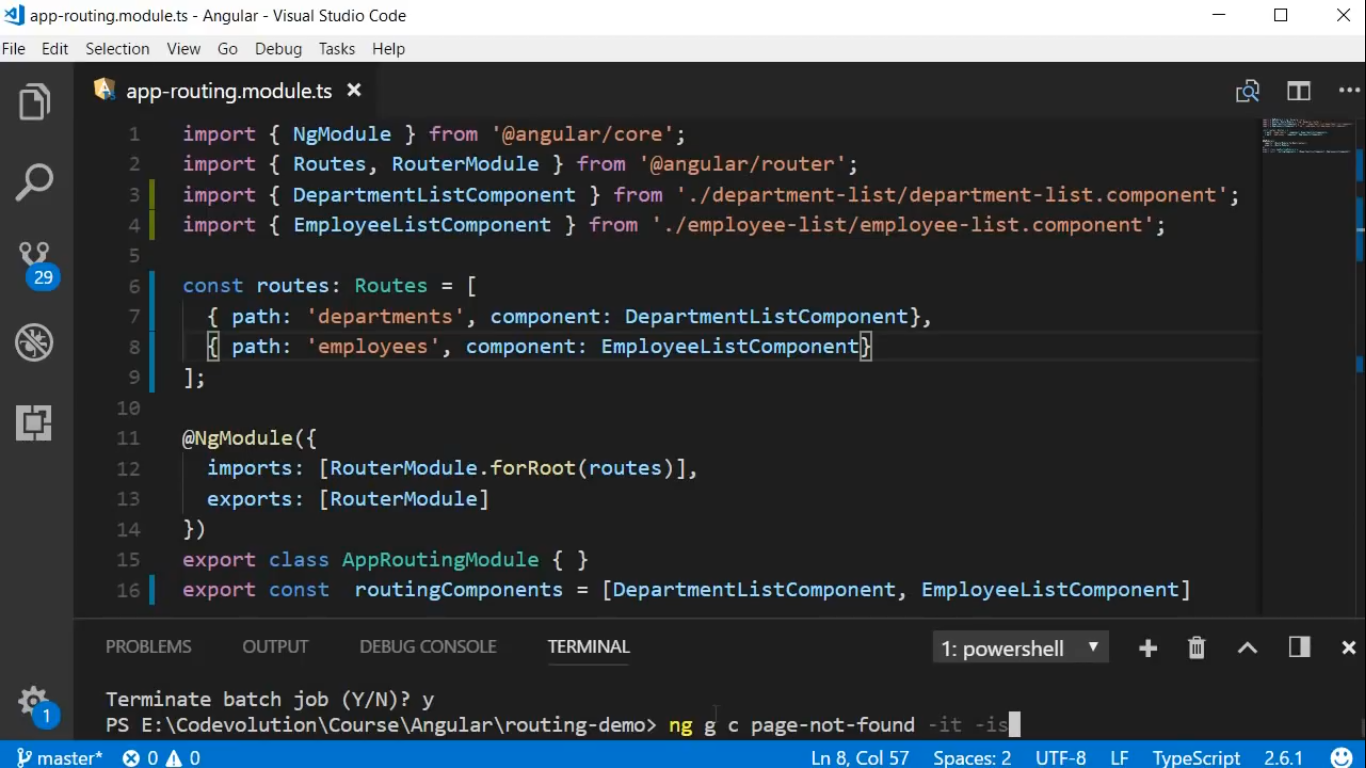 app-routing.module.ts - Angular - Visual Studio Code
File Edit Selection View Go Debug Tasks Help
app-routing.module.ts
1 import { NgModule } from '@angular/core';
2 import { Routes, RouterModule } from '@angular/router';
3 import { DepartmentListComponent } from './department-list/department-list.component';
4 import { EmployeeListComponent } from './employee-list/employee-list.component';
5
6 const routes: Routes = [
7 { path: 'departments', component: DepartmentListComponent},
8 { path: 'employees', component: EmployeeListComponent}
9 ];
10
11 @NgModule({
12 imports: [RouterModule.forRoot(routes)],
13 exports: [RouterModule]
14 })
15 export class AppRoutingModule { }
16 export const routingComponents = [DepartmentListComponent, EmployeeListComponent]
29
PROBLEMS OUTPUT DEBUG CONSOLE TERMINAL 1: powershell
Terminate batch job (Y/N)? y
PS E:\Codevolution\Course\Angular\routing-demo> ng g c page-not-found -it -is
1
master* 0 0 Ln 8, Col 57 Spaces: 2 UTF-8 LF TypeScript 2.6.1